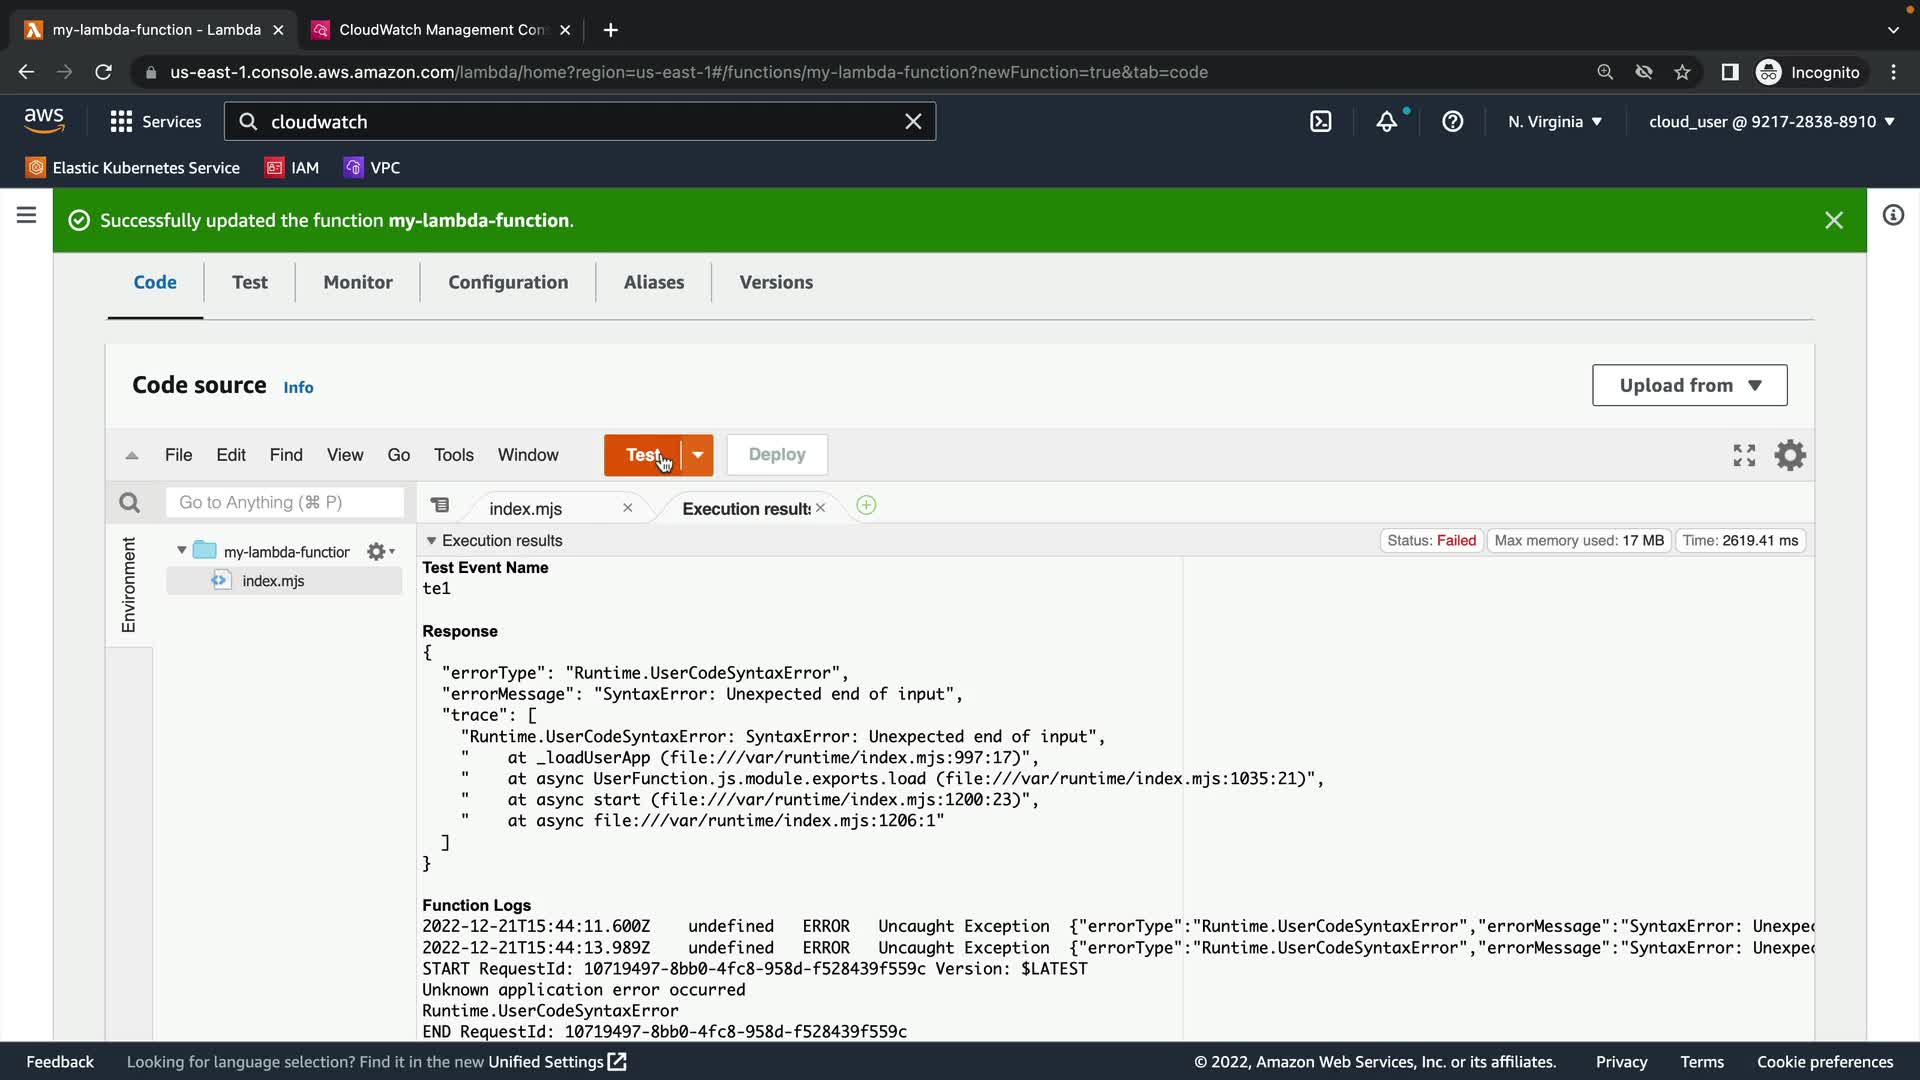 my-lambda-function - Lambda
CloudWatch Management Con
us-east-1.console.aws.amazon.com/lambda/home?region=us-east-1#/functions/my-lambda-function?newFunction=true&tab=code
Incognito
aws
Services
cloudwatch
N. Virginia
cloud_user @ 9217-2838-8910
Elastic Kubernetes Service
IAM
VPC
Successfully updated the function my-lambda-function.
Code
Test
Monitor
Configuration
Aliases
Versions
Code source
Info
Upload from
File
Edit
Find
View
Go
Tools
Window
Test
Deploy
Go to Anything (⌘ P)
index.mjs
Execution results
Environment
my-lambda-function
index.mjs
Execution results
Status: Failed
Max memory used: 17 MB
Time: 2619.41 ms
Test Event Name
te1
Response
{
"errorType": "Runtime.UserCodeSyntaxError",
"errorMessage": "SyntaxError: Unexpected end of input",
"trace": [
"Runtime.UserCodeSyntaxError: SyntaxError: Unexpected end of input",
"    at _loadUserApp (file:///var/runtime/index.mjs:997:17)",
"    at async UserFunction.js.module.exports.load (file:///var/runtime/index.mjs:1035:21)",
"    at async start (file:///var/runtime/index.mjs:1200:23)",
"    at async file:///var/runtime/index.mjs:1206:1"
]
}
Function Logs
2022-12-21T15:44:11.600Z    undefined   ERROR   Uncaught Exception  {"errorType":"Runtime.UserCodeSyntaxError","errorMessage":"SyntaxError: Unexpec
2022-12-21T15:44:13.989Z    undefined   ERROR   Uncaught Exception  {"errorType":"Runtime.UserCodeSyntaxError","errorMessage":"SyntaxError: Unexpec
START RequestId: 10719497-8bb0-4fc8-958d-f528439f559c Version: $LATEST
Unknown application error occurred
Runtime.UserCodeSyntaxError
END RequestId: 10719497-8bb0-4fc8-958d-f528439f559c
Feedback
Looking for language selection? Find it in the new Unified Settings
© 2022, Amazon Web Services, Inc. or its affiliates.
Privacy
Terms
Cookie preferences